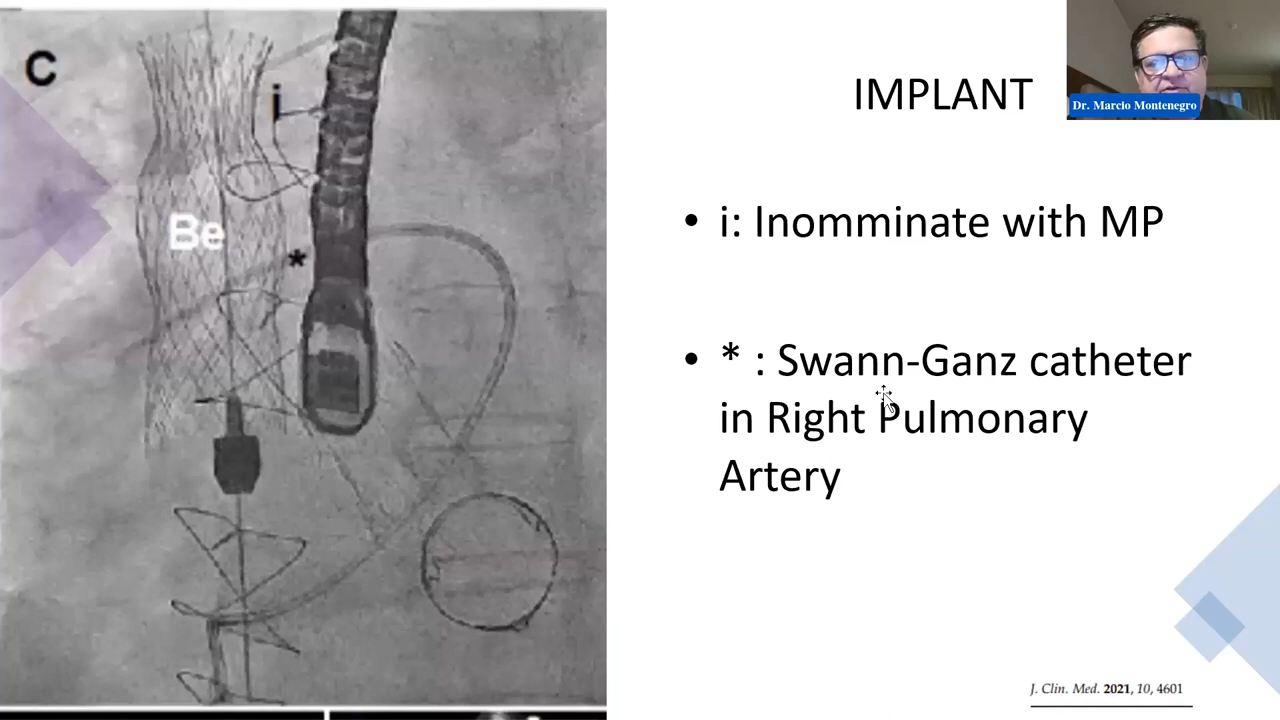 C
i
Be
*
IMPLANT
Dr. Marcio Montenegro
• i: Inomminate with MP
• * : Swann-Ganz catheter
in Right Pulmonary
Artery
J. Clin. Med. 2021, 10, 4601